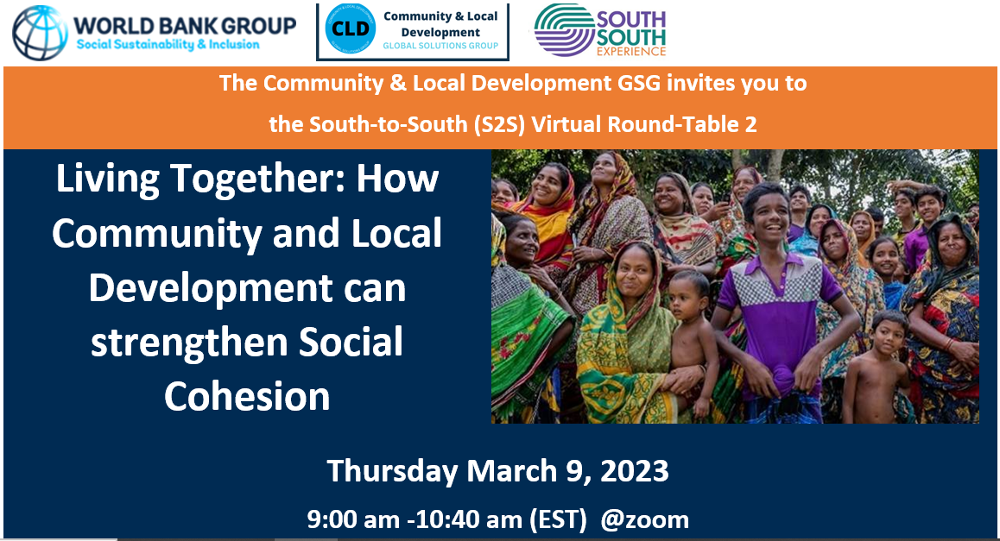 WORLD BANK GROUP
Social Sustainability & Inclusion
CLD
Community & Local
Development
GLOBAL SOLUTIONS GROUP
SOUTH
SOUTH
EXPERIENCE
The Community & Local Development GSG invites you to
the South-to-South (S2S) Virtual Round-Table 2
Living Together: How
Community and Local
Development can
strengthen Social
Cohesion
Thursday March 9, 2023
9:00 am -10:40 am (EST)  @zoom